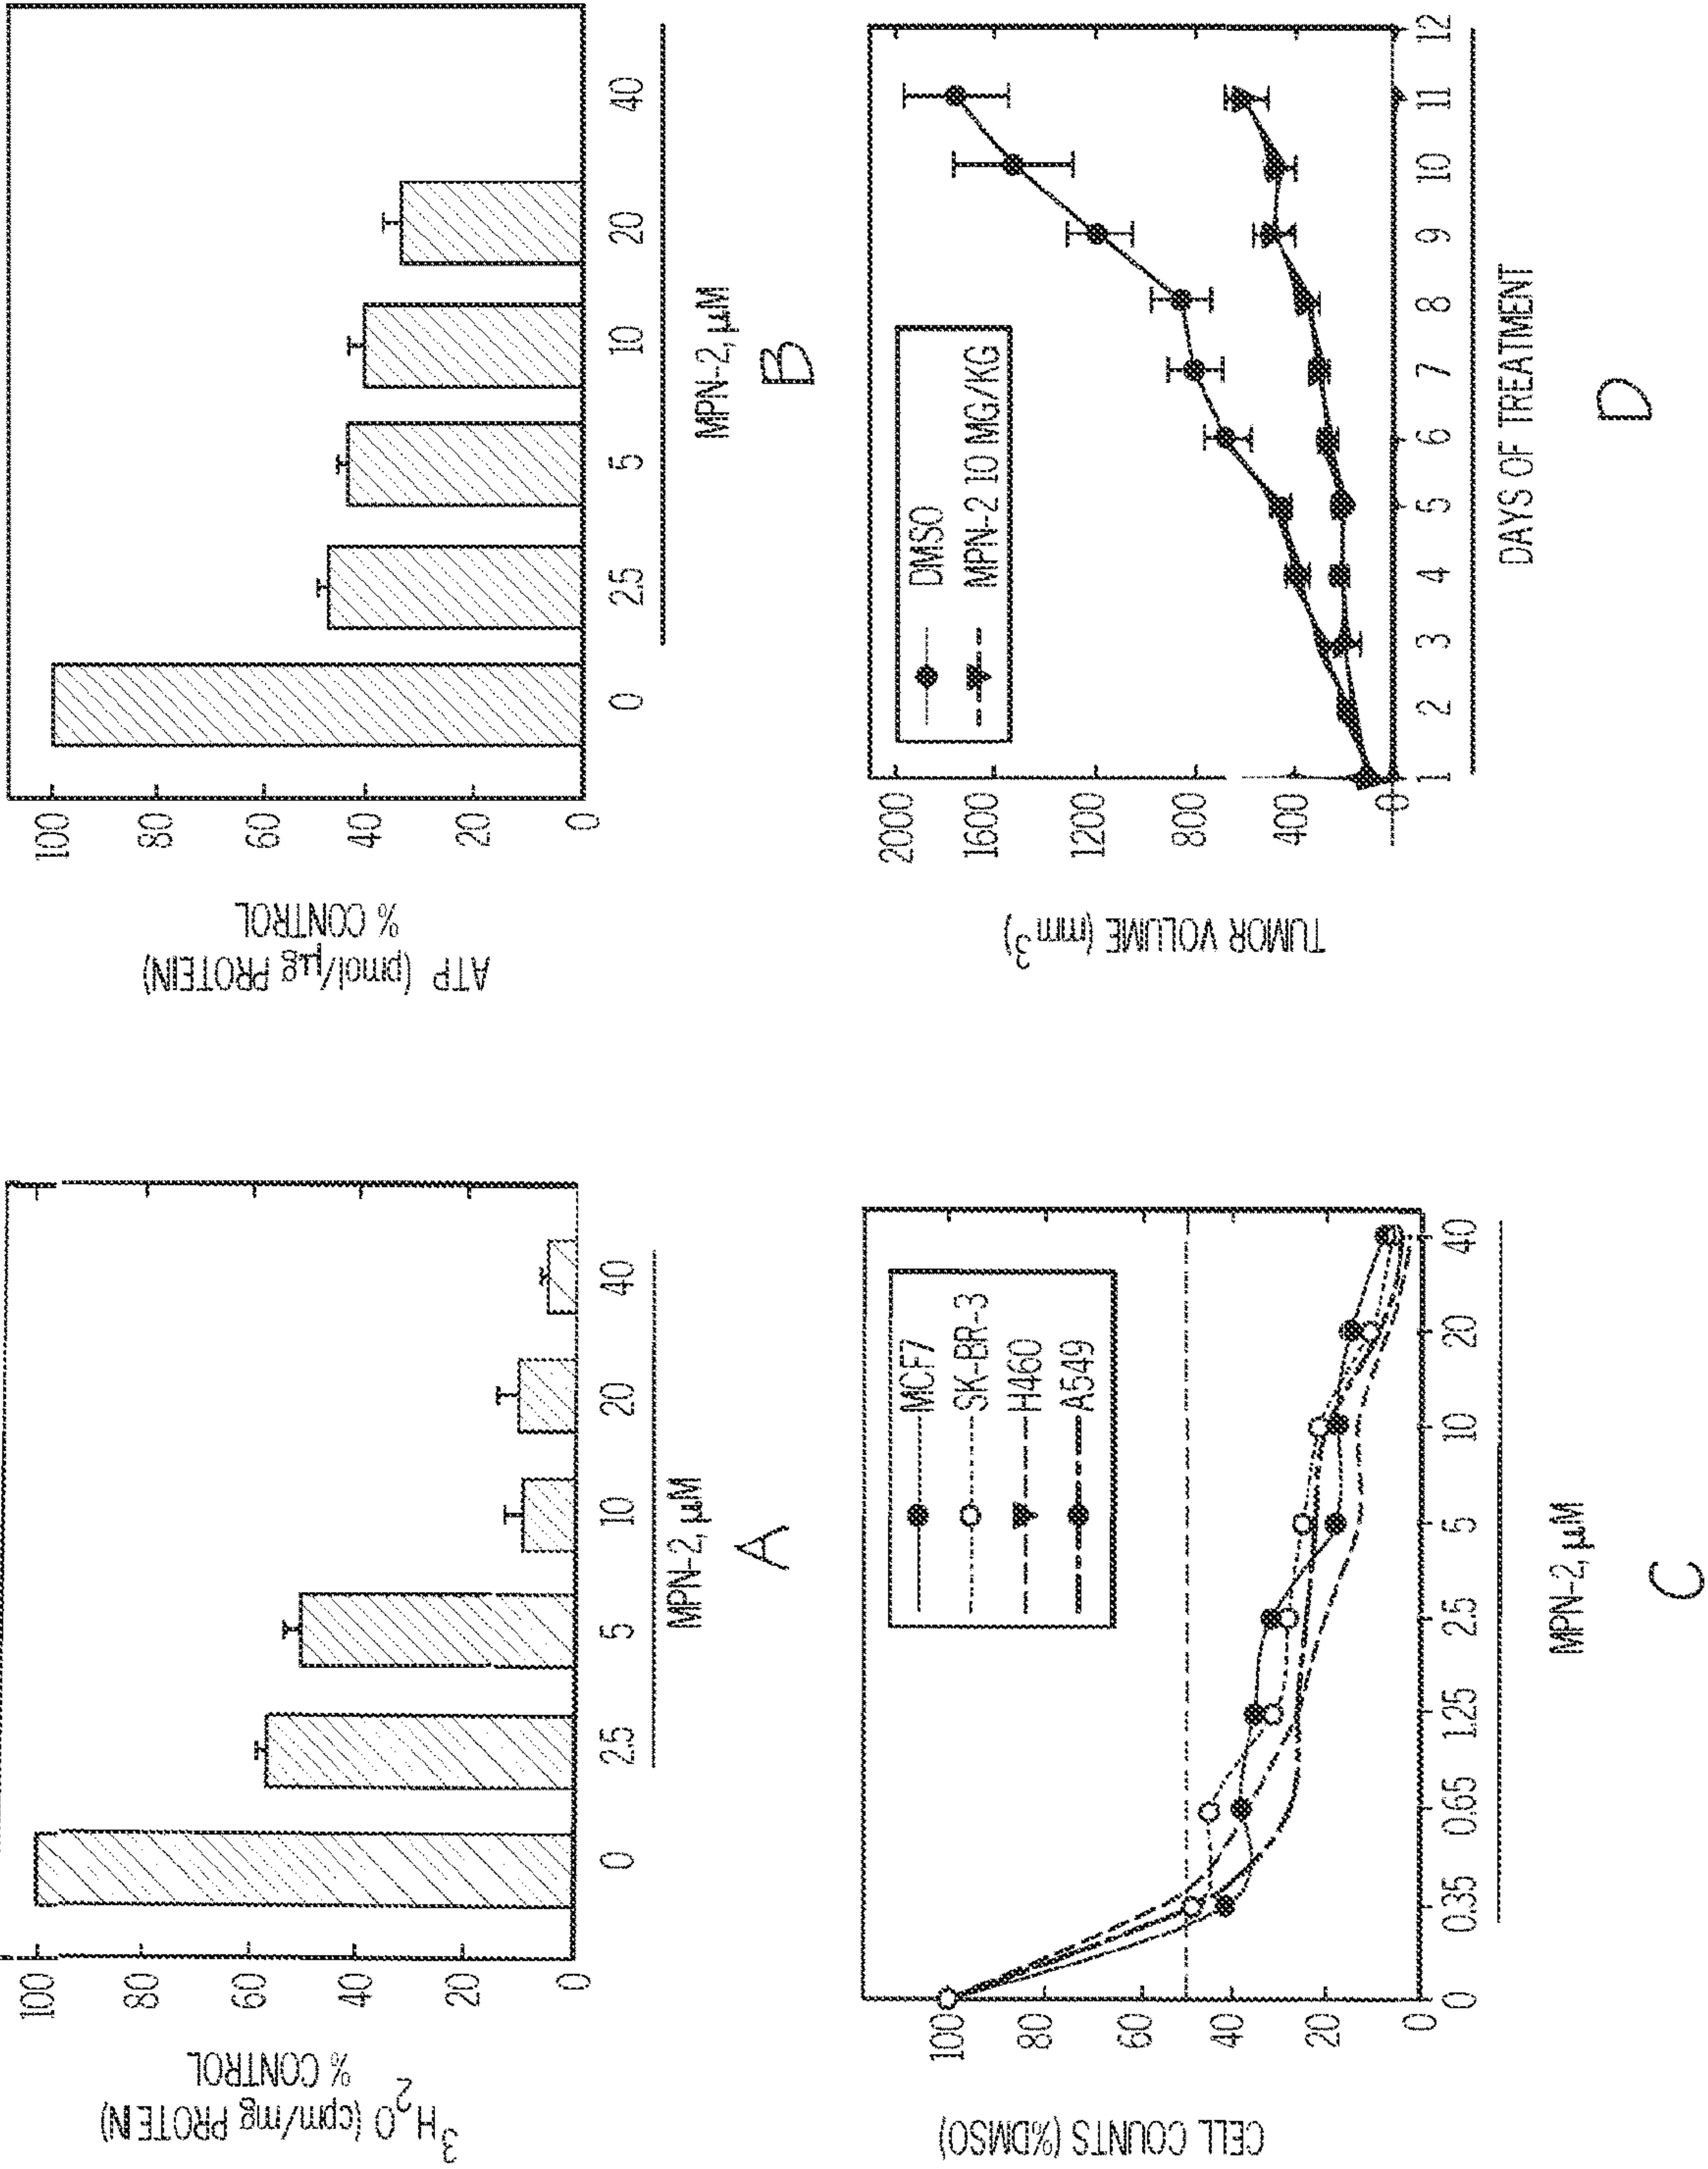 ³H₂O (cpm/mg PROTEIN)
% CONTROL
100
80
60
40
20
0
0 2.5 5 10 20 40
MPN-2, μM
A
ATP (pmol/μg PROTEIN)
% CONTROL
100
80
60
40
20
0
0 2.5 5 10 20 40
MPN-2, μM
B
CELL COUNTS (%DMSO)
100
80
60
40
20
0
MCF7
SK-BR-3
H460
A549
0 0.35 0.65 1.25 2.5 5 10 20 40
MPN-2, μM
C
TUMOR VOLUME (mm³)
2000
1600
1200
800
400
0
DMSO
MPN-2 10 MG/KG
1 2 3 4 5 6 7 8 9 10 11 12
DAYS OF TREATMENT
D